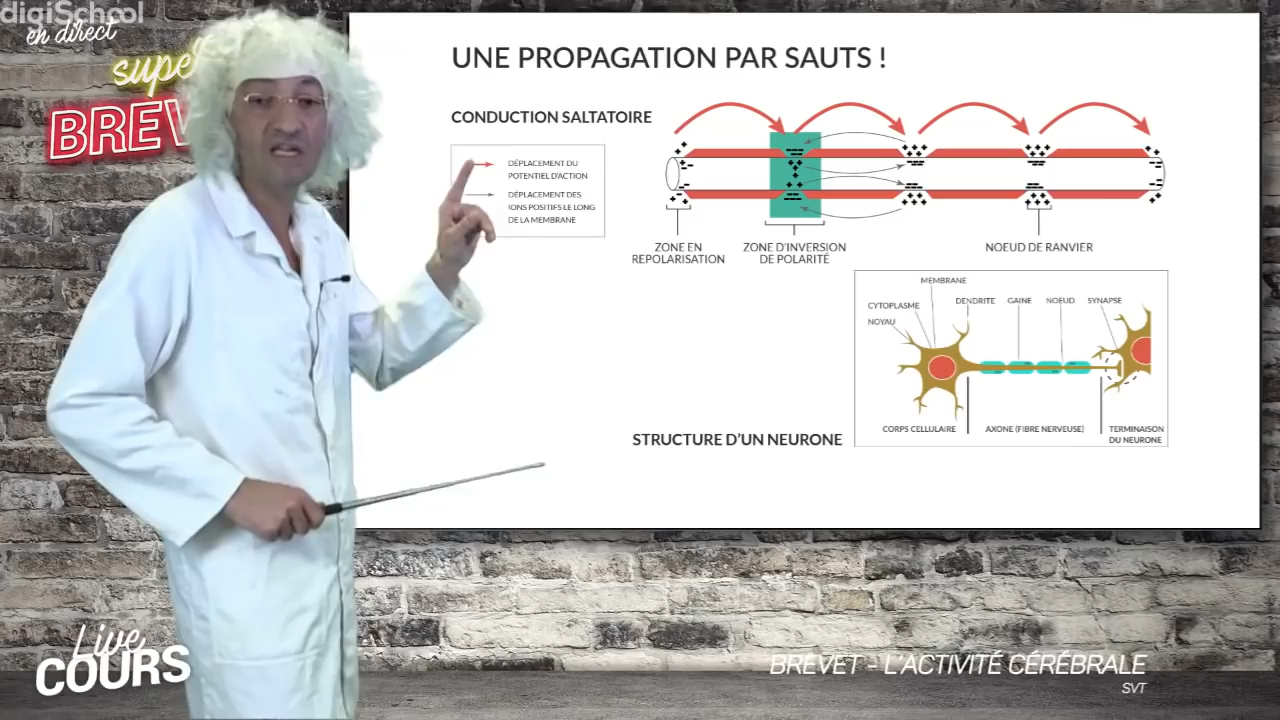 digiSchool
en direct
super
BREV
UNE PROPAGATION PAR SAUTS !
CONDUCTION SALTATOIRE
DÉPLACEMENT DU
POTENTIEL D'ACTION
DÉPLACEMENT DES
IONS POSITIFS LE LONG
DE LA MEMBRANE
ZONE EN
REPOLARISATION
ZONE D'INVERSION
DE POLARITÉ
NOEUD DE RANVIER
MEMBRANE
CYTOPLASME
DENDRITE
GAINE
NOEUD
SYNAPSE
NOYAU
CORPS CELLULAIRE
AXONE (FIBRE NERVEUSE)
TERMINAISON
DU NEURONE
STRUCTURE D'UN NEURONE
Live
COURS
BREVET - L'ACTIVITÉ CÉRÉBRALE
SVT